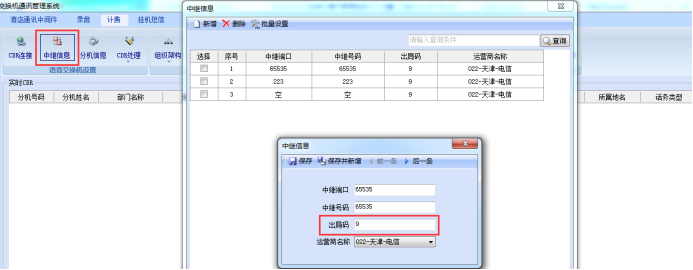 交换机通讯管理系统
酒店通讯中间件 录音 计费 挂机短信
CDR连接 中继信息 分机信息 CDR处理 组织架构
语音交换机设置
实时CDR
分机号码 分机姓名 部门名称 所属地名 话务类型
中继信息
新增 删除 批量设置
请输入查询条件 查询
选择 序号 中继端口 中继号码 出局码 运营商名称
1 65535 65535 9 022-天津-电信
2 223 223 9 022-天津-电信
3 空 空 9 022-天津-电信
中继信息
保存 保存并新增 前一条 后一条
中继端口 65535
中继号码 65535
出局码 9
运营商名称 022-天津-电信